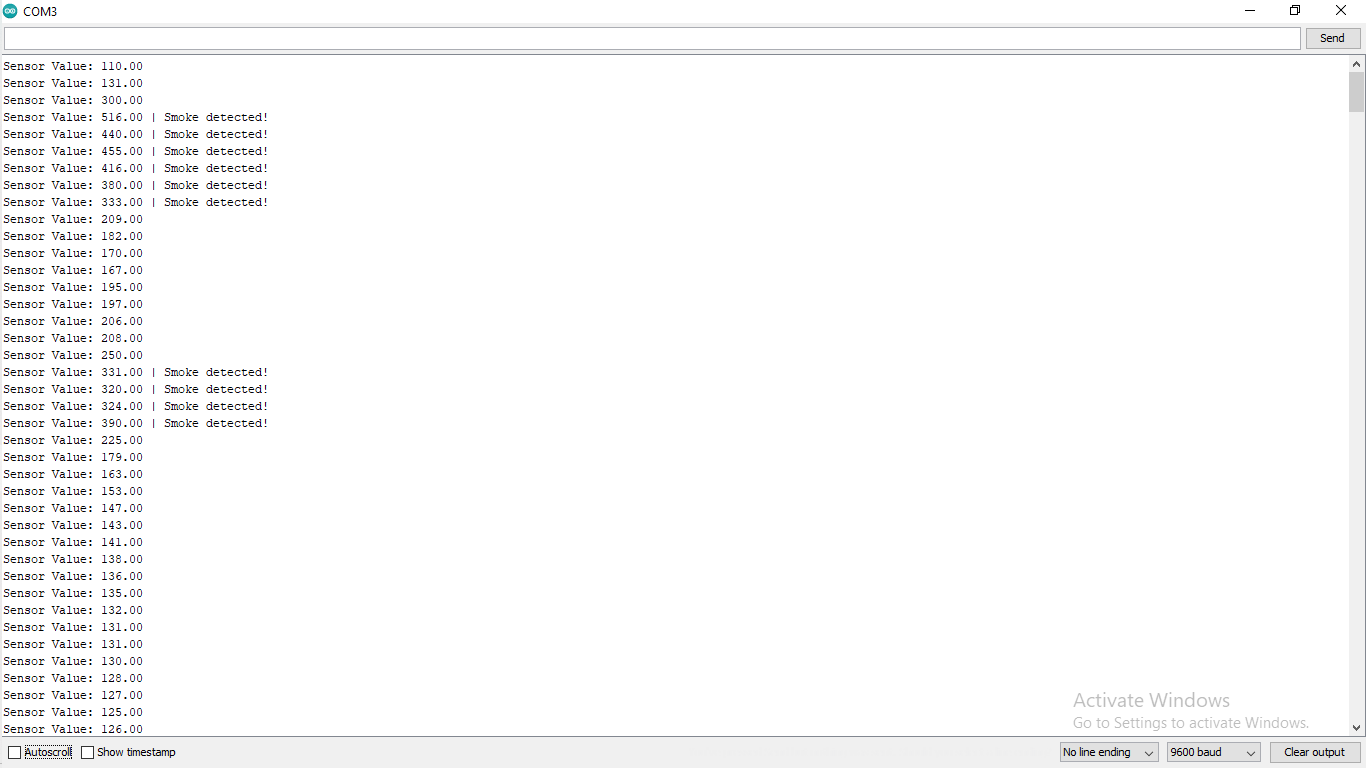 COM3
Send
Sensor Value: 110.00
Sensor Value: 131.00
Sensor Value: 300.00
Sensor Value: 516.00 | Smoke detected!
Sensor Value: 440.00 | Smoke detected!
Sensor Value: 455.00 | Smoke detected!
Sensor Value: 416.00 | Smoke detected!
Sensor Value: 380.00 | Smoke detected!
Sensor Value: 333.00 | Smoke detected!
Sensor Value: 209.00
Sensor Value: 182.00
Sensor Value: 170.00
Sensor Value: 167.00
Sensor Value: 195.00
Sensor Value: 197.00
Sensor Value: 206.00
Sensor Value: 208.00
Sensor Value: 250.00
Sensor Value: 331.00 | Smoke detected!
Sensor Value: 320.00 | Smoke detected!
Sensor Value: 324.00 | Smoke detected!
Sensor Value: 390.00 | Smoke detected!
Sensor Value: 225.00
Sensor Value: 179.00
Sensor Value: 163.00
Sensor Value: 153.00
Sensor Value: 147.00
Sensor Value: 143.00
Sensor Value: 141.00
Sensor Value: 138.00
Sensor Value: 136.00
Sensor Value: 135.00
Sensor Value: 132.00
Sensor Value: 131.00
Sensor Value: 131.00
Sensor Value: 130.00
Sensor Value: 128.00
Sensor Value: 127.00
Sensor Value: 125.00
Sensor Value: 126.00
Activate Windows
Go to Settings to activate Windows.
Autoscroll Show timestamp No line ending 9600 baud Clear output